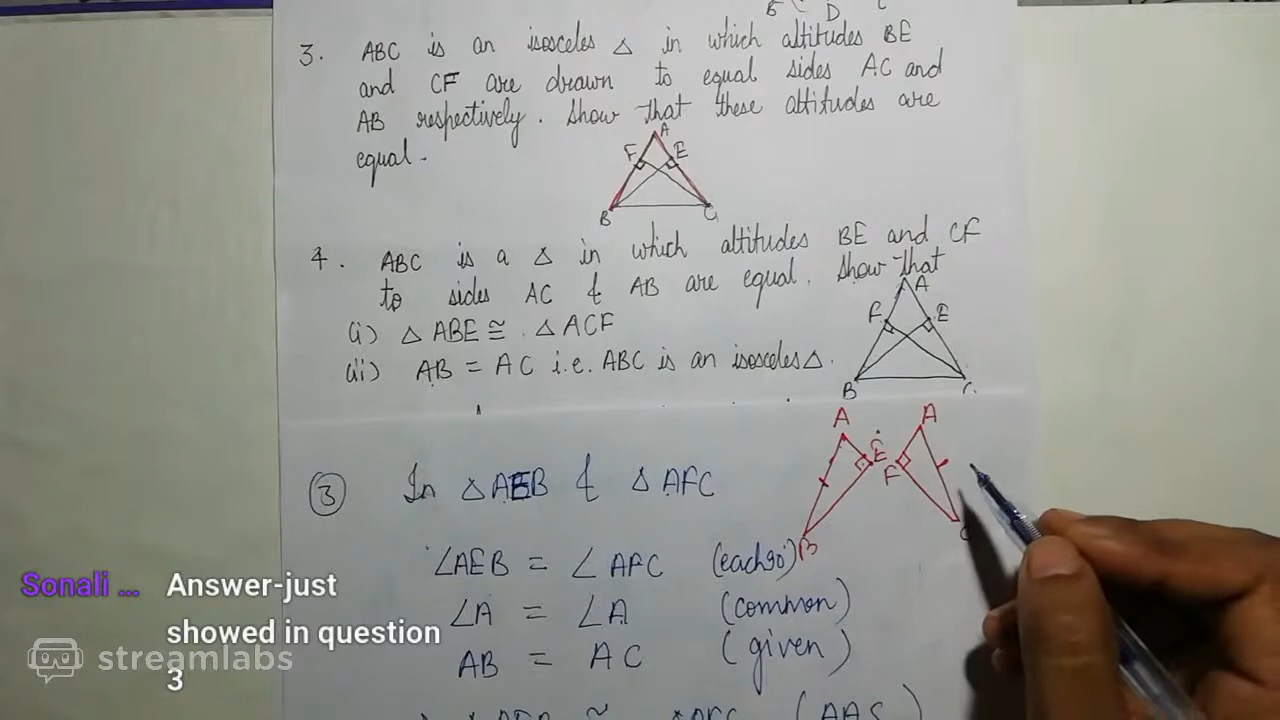 B D C
3. ABC is an isosceles △ in which altitudes BE
and CF are drawn to equal sides AC and
AB respectively. Show that these altitudes are
equal.
A
F E
B C
4. ABC is a △ in which altitudes BE and CF
to sides AC & AB are equal. Show that
(i) △ ABE ≅ △ ACF
(ii) AB = AC i.e. ABC is an isosceles △.
A
F E
B C
A A
E F
B C
③ In △ AEB & △ AFC
∠AEB = ∠AFC (each 90°)
∠A = ∠A (common)
AB = AC (given)
△AEB ≅ △AFC (AAS)
Sonali ... Answer-just
showed in question
3
streamlabs